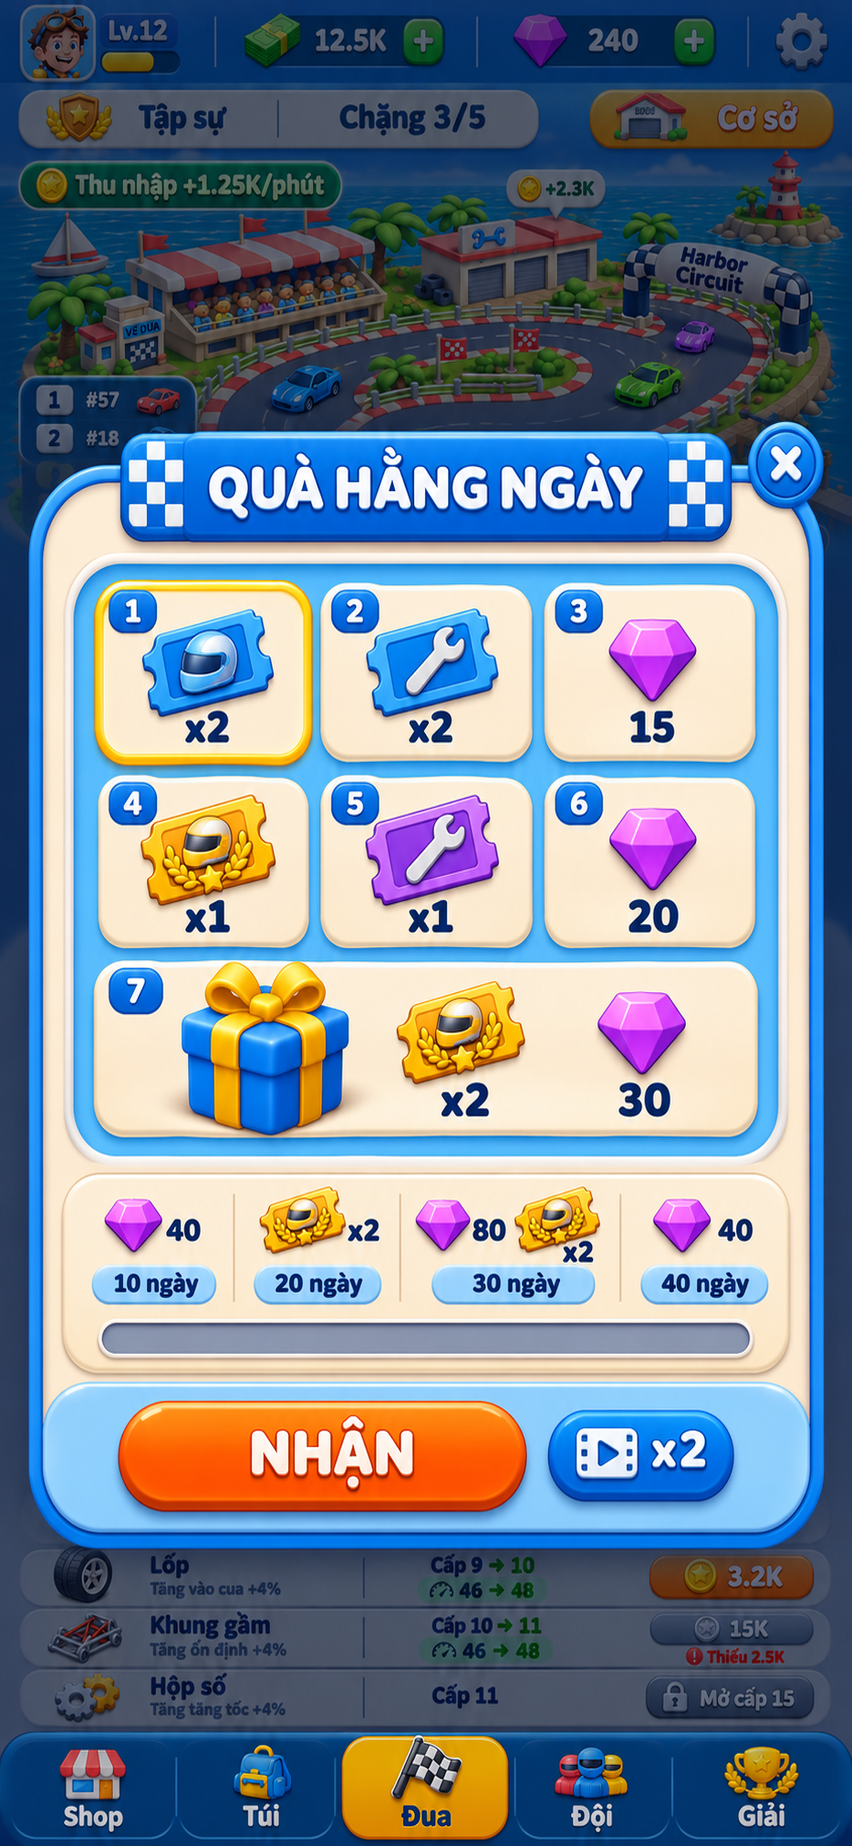 Lv.12
12.5K
240
Tập sự
Chặng 3/5
Cơ sở
Thu nhập +1.25K/phút
+2.3K
Harbor
Circuit
VÉ ĐUA
1 #57
2 #18
QUÀ HẰNG NGÀY
1
x2
2
x2
3
15
4
x1
5
x1
6
20
7
x2
30
40
x2
80
x2
40
10 ngày
20 ngày
30 ngày
40 ngày
NHẬN
x2
Lốp
Tăng vào cua +4%
Cấp 9 → 10
46 → 48
3.2K
Khung gầm
Tăng ổn định +4%
Cấp 10 → 11
46 → 48
15K
Thiếu 2.5K
Hộp số
Tăng tăng tốc +4%
Cấp 11
Mở cấp 15
Shop
Túi
Đua
Đội
Giải